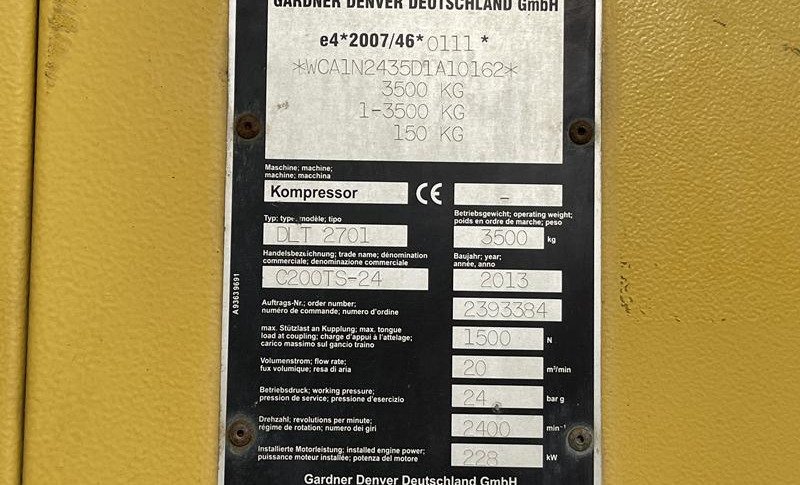 GARDNER DENVER DEUTSCHLAND GmbH
e4*2007/46*0111*
*WCA1N2435D1A10162*
3500 KG
1-3500 KG
150 KG
Maschine; machine;
machine; macchina
Kompressor CE -
Typ; type, modèle; tipo
DLT 2701
Betriebsgewicht; operating weight;
poids en ordre de marche; peso
3500 kg
Handelsbezeichnung; trade name; dénomination
commerciale; denominazione commerciale
C200TS-24
Baujahr; year;
année, anno
2013
Auftrags-Nr.; order number;
numero de commande; numero d'ordine
2393384
max. Stützlast an Kupplung; max. tongue
load at coupling; charge d'appui à l'attelage;
carico massimo sul gancio traino
1500 N
Volumenstrom; flow rate;
fux volumique; resa di aria
20 m³/min
Betriebsdruck; working pressure;
pression de service; pressione d'esercizio
24 bar g
Drehzahl; revolutions per minute;
régime de rotation; numero dei giri
2400 min⁻¹
Installierte Motorleistung; installed engine power;
puissance moteur installée; potenza del motore
228 kW
Gardner Denver Deutschland GmbH
A93639691